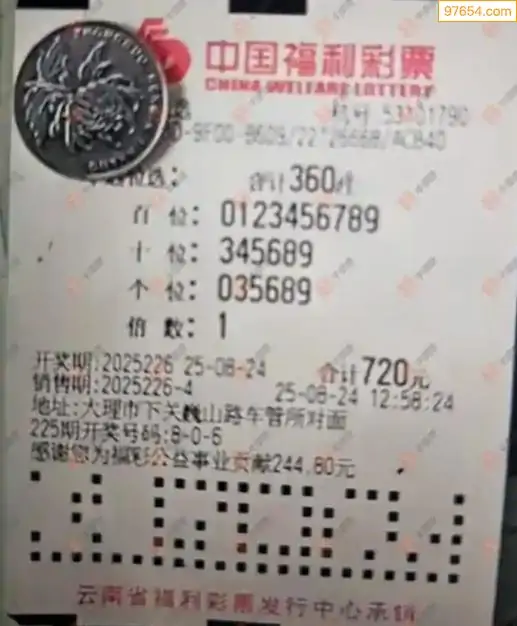 97654.com
中国福利彩票
CHINA WELFARE LOTTERY
机号 53101790
合计360注
百 位: 0123456789
十 位: 345689
个 位: 035689
倍 数: 1
开奖期:2025226 25-08-24 合计720元
销售期:2025226-4 25-08-24 12:58:24
地址:大理市下关巍山路车管所对面
225期开奖号码:8-0-6
感谢您为福彩公益事业贡献244.80元
云南省福利彩票发行中心承销